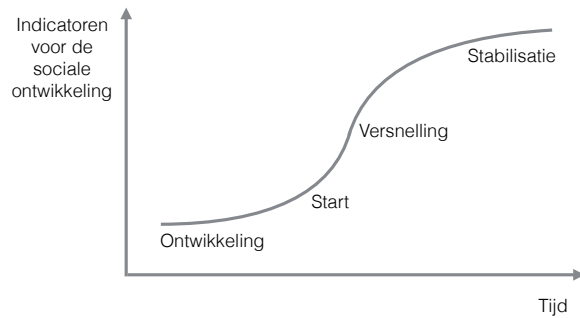 Indicatoren
voor de
sociale
ontwikkeling
Stabilisatie
Versnelling
Start
Ontwikkeling
Tijd